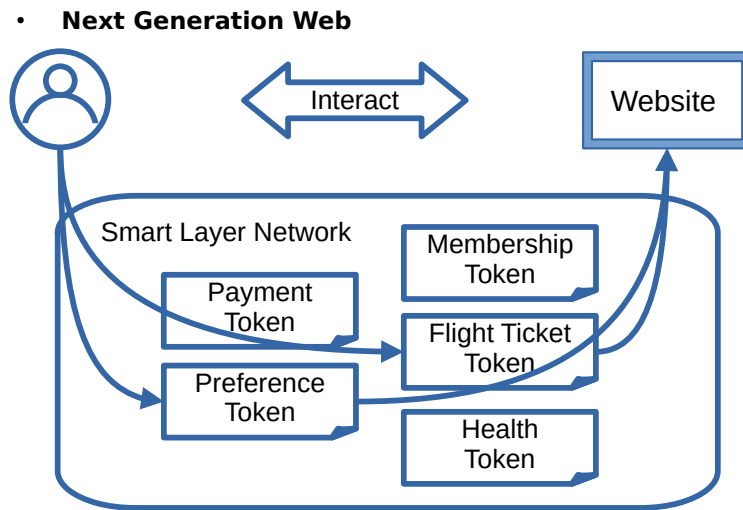 • Next Generation Web
Interact
Website
Smart Layer Network
Membership
Token
Payment
Token
Flight Ticket
Token
Preference
Token
Health
Token